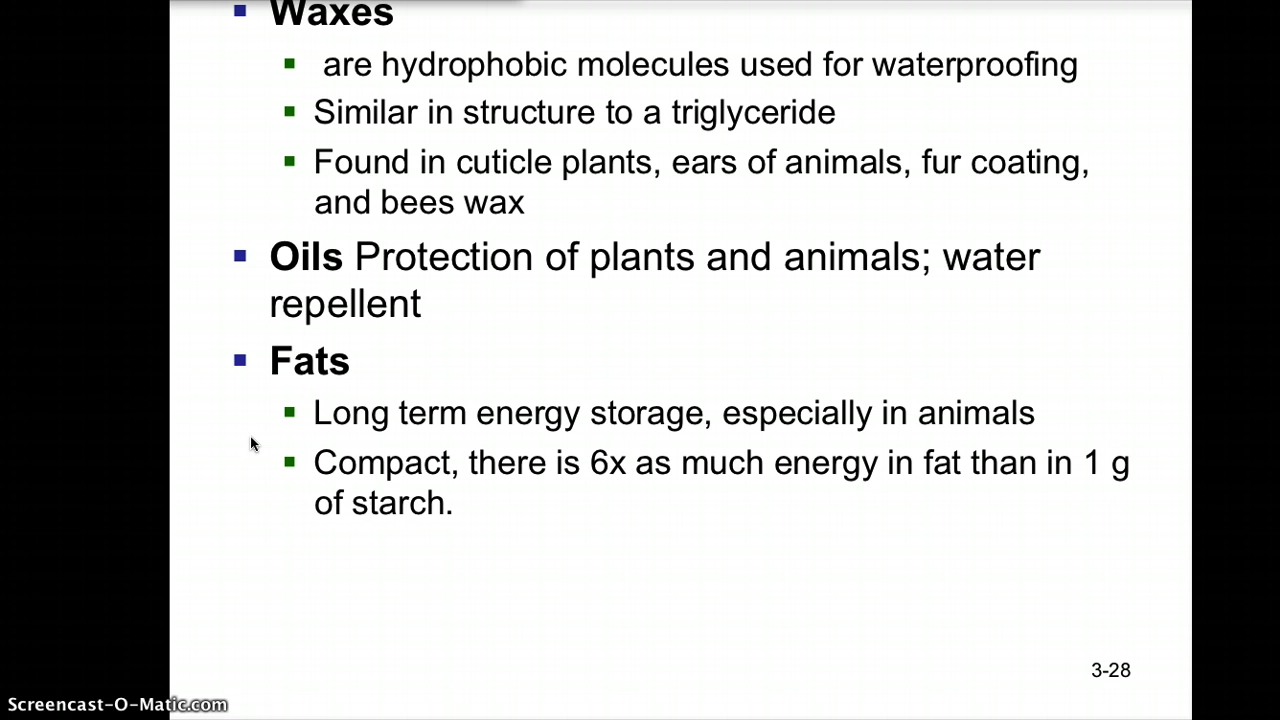 Waxes
are hydrophobic molecules used for waterproofing
Similar in structure to a triglyceride
Found in cuticle plants, ears of animals, fur coating,
and bees wax
Oils Protection of plants and animals; water
repellent
Fats
Long term energy storage, especially in animals
Compact, there is 6x as much energy in fat than in 1 g
of starch.
3-28
Screencast-O-Matic.com